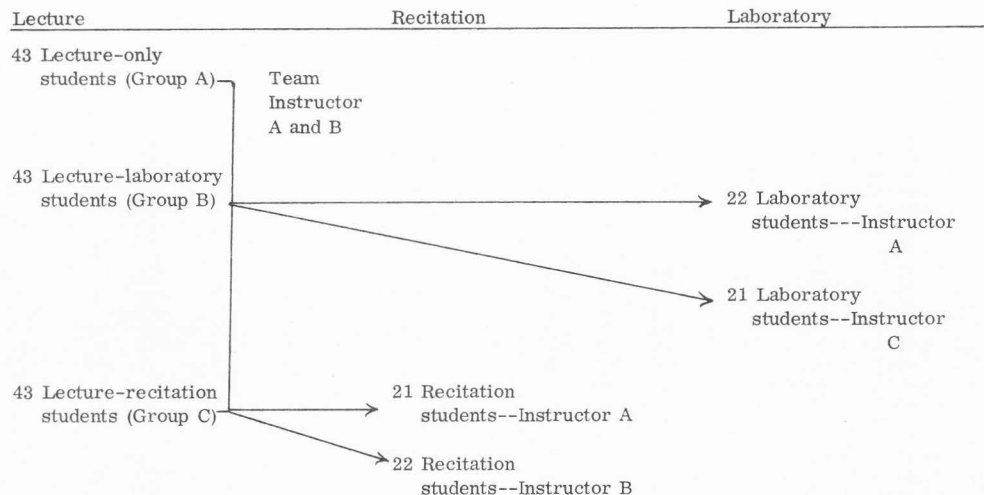 Lecture Recitation Laboratory
43 Lecture-only
students (Group A)
Team
Instructor
A and B
43 Lecture-laboratory
students (Group B)
22 Laboratory
students---Instructor
A
21 Laboratory
students--Instructor
C
43 Lecture-recitation
students (Group C)
21 Recitation
students--Instructor A
22 Recitation
students--Instructor B